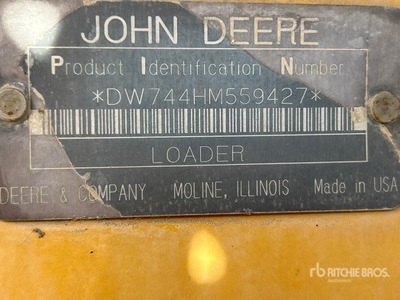 JOHN DEERE
Product Identification Number
*DW744HM559427*
LOADER
DEERE & COMPANY MOLINE, ILLINOIS Made in USA
rb RITCHIE BROS.